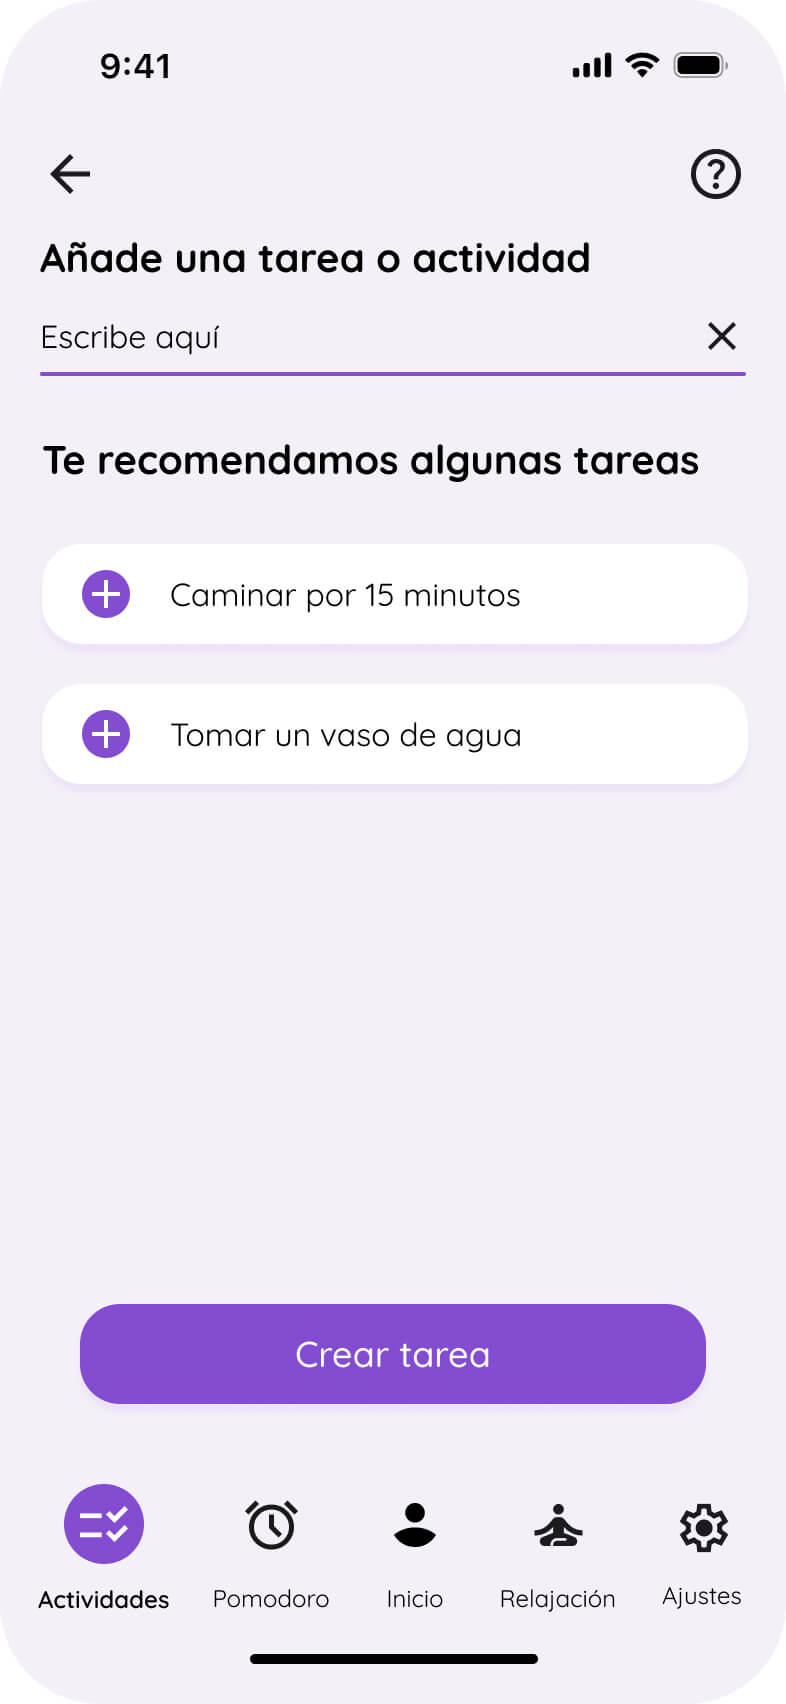 9:41
Añade una tarea o actividad
Escribe aquí
Te recomendamos algunas tareas
Caminar por 15 minutos
Tomar un vaso de agua
Crear tarea
Actividades
Pomodoro
Inicio
Relajación
Ajustes